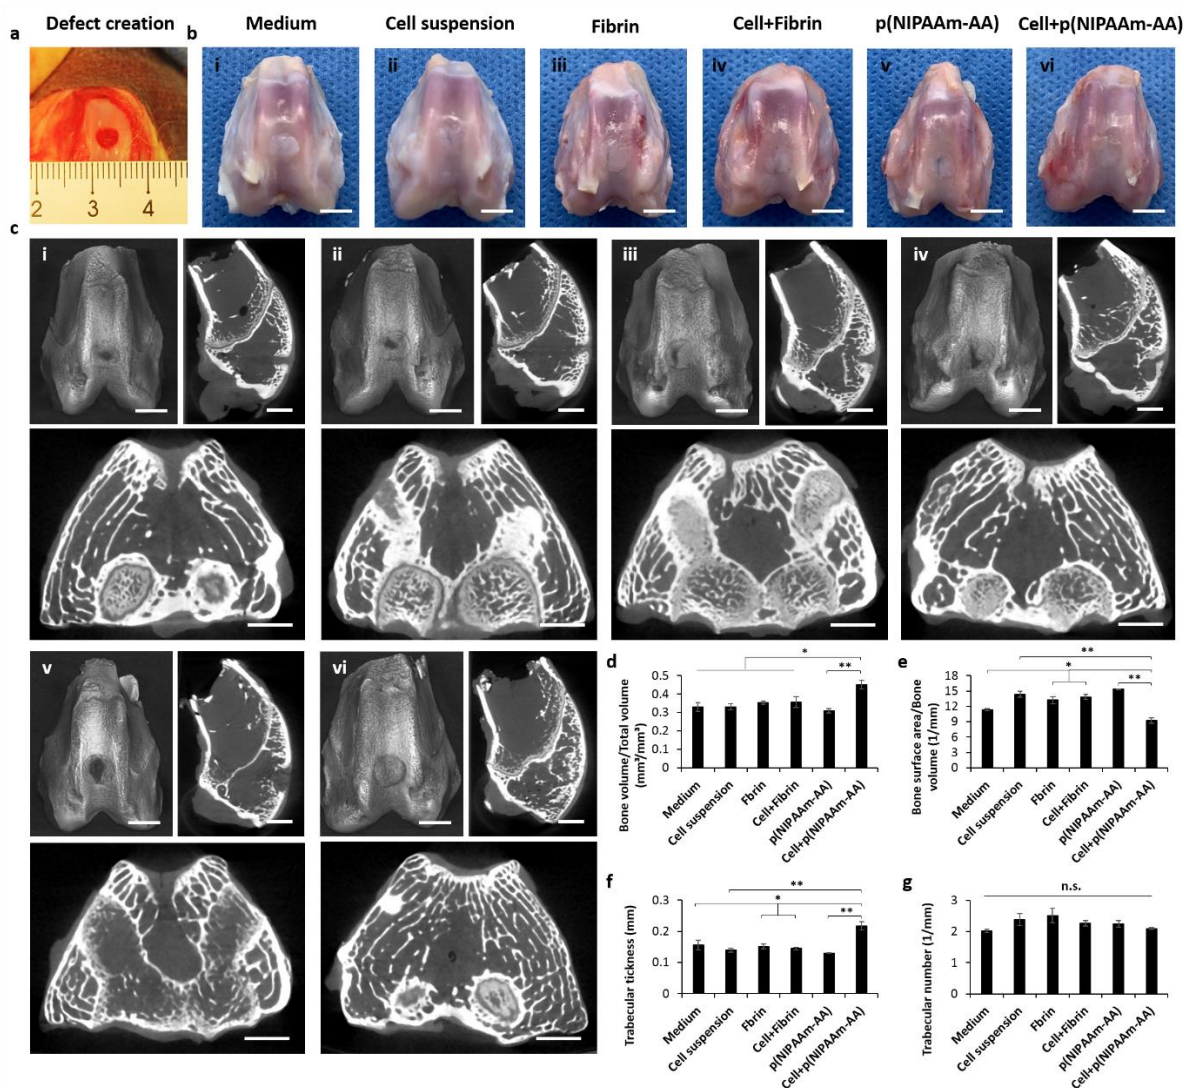 Defect creation
Medium
Cell suspension
Fibrin
Cell+Fibrin
p(NIPAAm-AA)
Cell+p(NIPAAm-AA)
a
b
i
ii
iii
iv
v
vi
2 3 4
c
i
ii
iii
iv
v
vi
d
*
**
Bone volume/Total volume
(mm³/mm³)
0.5
0.4
0.3
0.2
0.1
0
Medium
Cell suspension
Fbrin
Cell+Fibrin
p(NIPAAm-AA)
Cell+p(NIPAAm-AA)
e
**
*
**
Bone surface area/Bone
volume (1/mm)
18
15
12
9
6
3
0
Medium
Cell suspension
Fbrin
Cell+Fibrin
p(NIPAAm-AA)
Cell+p(NIPAAm-AA)
f
**
*
**
Trabecular tickness (mm)
0.3
0.2
0.1
0
Medium
Cell suspension
Fbrin
Cell+Fibrin
p(NIPAAm-AA)
Cell+p(NIPAAm-AA)
g
n.s.
Trabecular number (1/mm)
3
2
1
0
Medium
Cell suspension
Fbrin
Cell+Fibrin
p(NIPAAm-AA)
Cell+p(NIPAAm-AA)